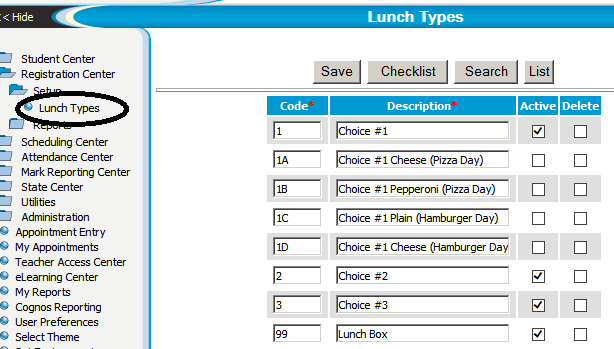 < Hide
Lunch Types
Student Center
Registration Center
Setup
Lunch Types
Reports
Scheduling Center
Attendance Center
Mark Reporting Center
State Center
Utilities
Administration
Appointment Entry
My Appointments
Teacher Access Center
eLearning Center
My Reports
Cognos Reporting
User Preferences
Select Theme
Save Checklist Search List
Code* Description* Active Delete
1 Choice #1
1A Choice #1 Cheese (Pizza Day)
1B Choice #1 Pepperoni (Pizza Day)
1C Choice #1 Plain (Hamburger Day)
1D Choice #1 Cheese (Hamburger Day
2 Choice #2
3 Choice #3
99 Lunch Box